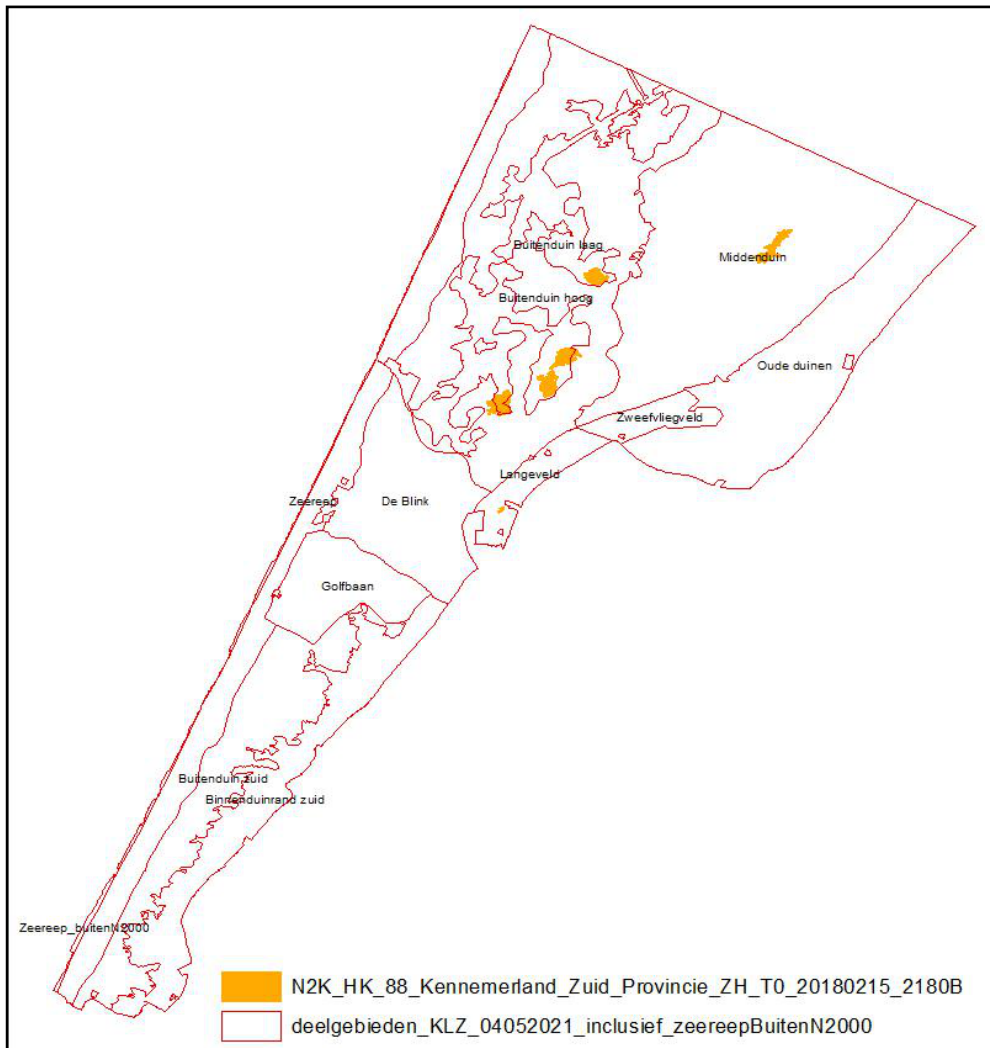 Buitenduin laag
Middenduin
Buitenduin hoog
Oude duinen
Zweefvliegveld
Langeveld
Zeereep
De Blink
Golfbaan
Buitenduin zuid
Binnenduinrand zuid
Zeereep_buitenN2000
N2K_HK_88_Kennemerland_Zuid_Provincie_ZH_T0_20180215_2180B
deelgebieden_KLZ_04052021_inclusief_zeereepBuitenN2000